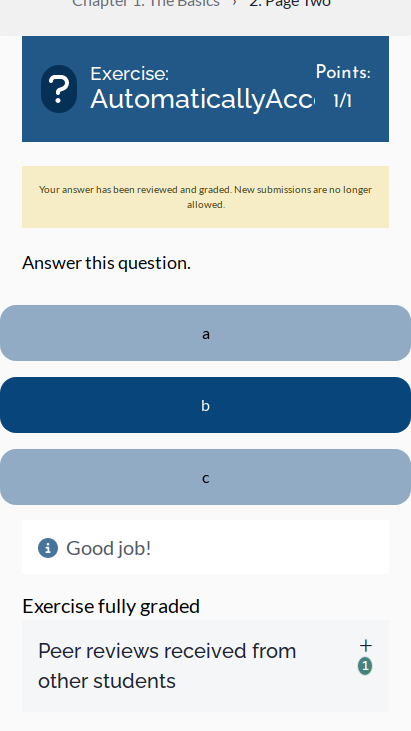 Chapter 1: The Basics › 2. Page Two
Exercise:
AutomaticallyAcc
Points:
1/1
Your answer has been reviewed and graded. New submissions are no longer
allowed.
Answer this question.
a
b
c
Good job!
Exercise fully graded
Peer reviews received from
other students
+
1